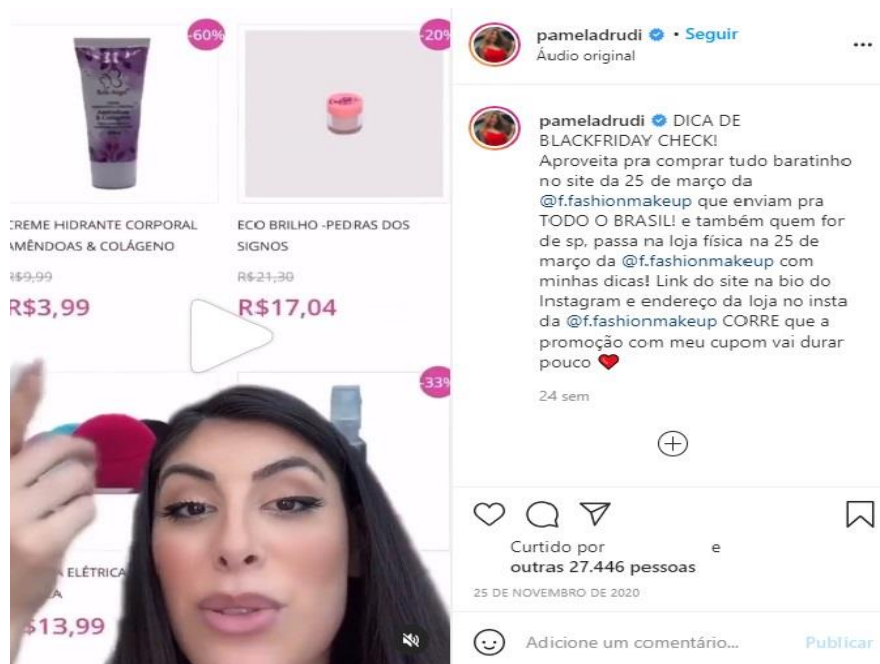 -60%
-20%
CREME HIDRANTE CORPORAL
AMÊNDOAS & COLÁGENO
R$9,99
R$3,99
ECO BRILHO -PEDRAS DOS
SIGNOS
R$21,30
R$17,04
-33%
ELÉTRICA
$13,99
pameladrudi • Seguir
Áudio original
pameladrudi DICA DE
BLACKFRIDAY CHECK!
Aproveita pra comprar tudo baratinho
no site da 25 de março da
@f.fashionmakeup que enviam pra
TODO O BRASIL! e também quem for
de sp, passa na loja física na 25 de
março da @f.fashionmakeup com
minhas dicas! Link do site na bio do
Instagram e endereço da loja no insta
da @f.fashionmakeup CORRE que a
promoção com meu cupom vai durar
pouco
24 sem
Curtido por e
outras 27.446 pessoas
25 DE NOVEMBRO DE 2020
Adicione um comentário... Publicar